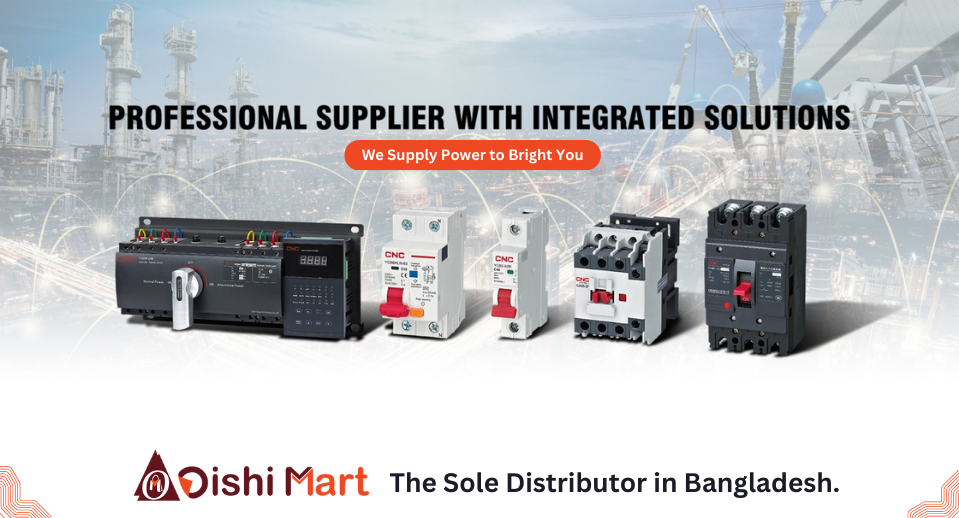 PROFESSIONAL SUPPLIER WITH INTEGRATED SOLUTIONS
We Supply Power to Bright You
CNC
CNC
CNC
CNC
Oishi Mart
The Sole Distributor in Bangladesh.